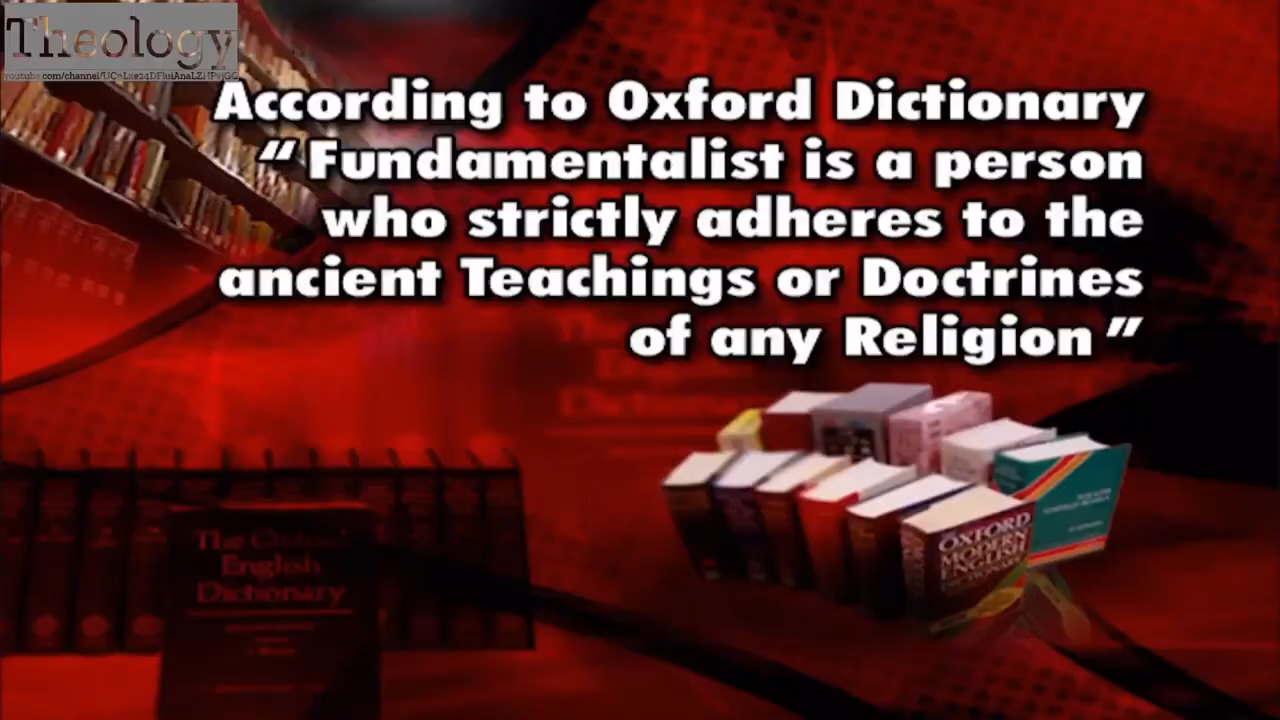 Theology
According to Oxford Dictionary
“ Fundamentalist is a person
who strictly adheres to the
ancient Teachings or Doctrines
of any Religion ”
The Oxford
English
Dictionary
OXFORD
MODERN
ENGLISH